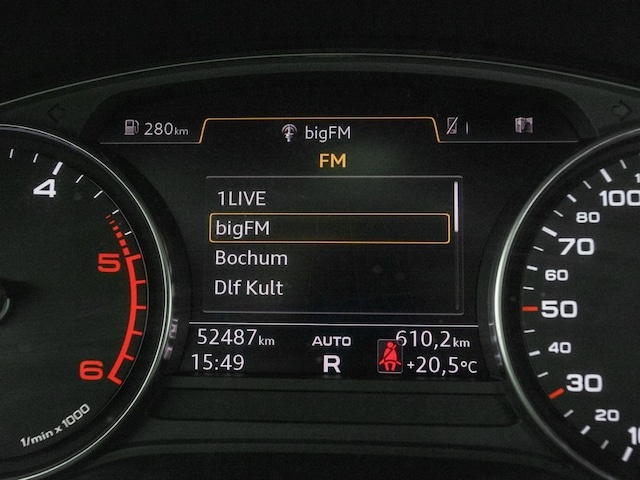 280km
bigFM
FM
1LIVE
bigFM
Bochum
Dlf Kult
52487km
AUTO
610,2km
15:49
R
+20,5°C
4
5
6
1/min x 1000
100
80
70
60
50
40
30
20